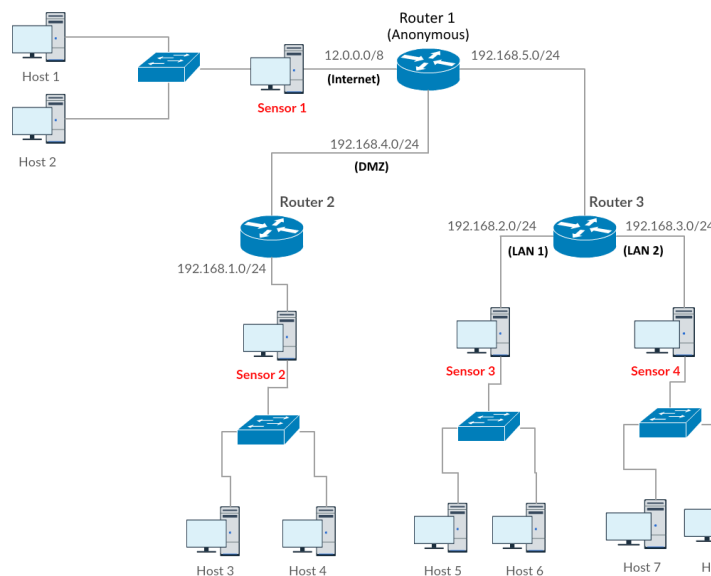 Router 1
(Anonymous)
12.0.0.0/8
192.168.5.0/24
(Internet)
Host 1
Sensor 1
Host 2
192.168.4.0/24
(DMZ)
Router 2
Router 3
192.168.2.0/24
192.168.3.0/24
(LAN 1)
(LAN 2)
192.168.1.0/24
Sensor 2
Sensor 3
Sensor 4
Host 3
Host 4
Host 5
Host 6
Host 7
H